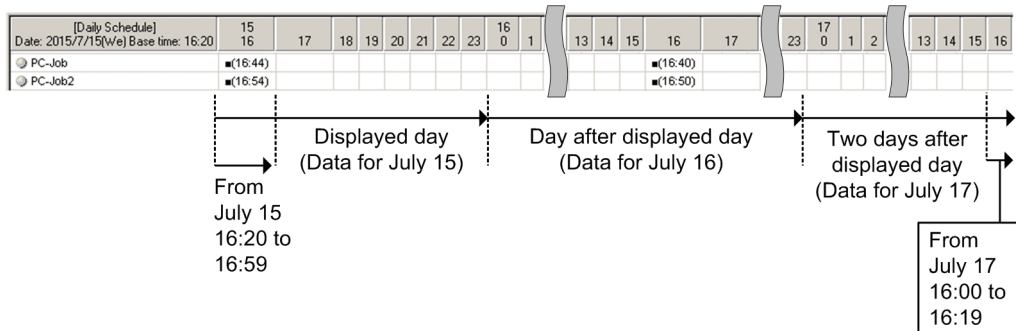 [Daily Schedule]
Date: 2015/7/15(We) Base time: 16:20
15
16 17 18 19 20 21 22 23
16
0 1 13 14 15 16 17 23
17
0 1 2 13 14 15 16
PC-Job ■(16:44) ■(16:40)
PC-Job2 ■(16:54) ■(16:50)
Displayed day
(Data for July 15)
Day after displayed day
(Data for July 16)
Two days after
displayed day
(Data for July 17)
From
July 15
16:20 to
16:59
From
July 17
16:00 to
16:19